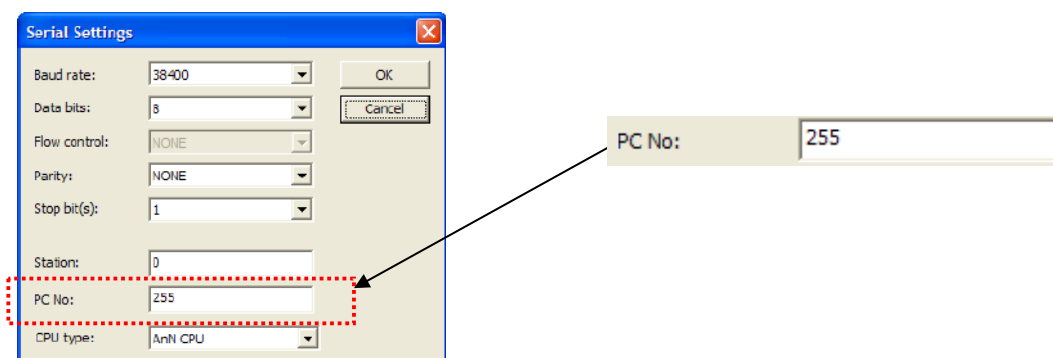 Serial Settings
Baud rate: 38400 OK
Data bits: 8 Cancel
Flow control: NONE
Parity: NONE
Stop bit(s): 1
Station: 0
PC No: 255
CPU type: AnN CPU
PC No: 255